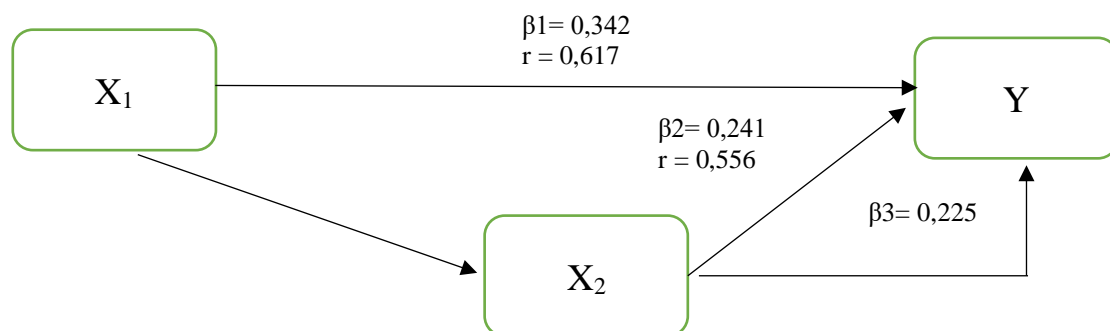 β1= 0,342
r = 0,617
X₁
Y
β2= 0,241
r = 0,556
β3= 0,225
X₂